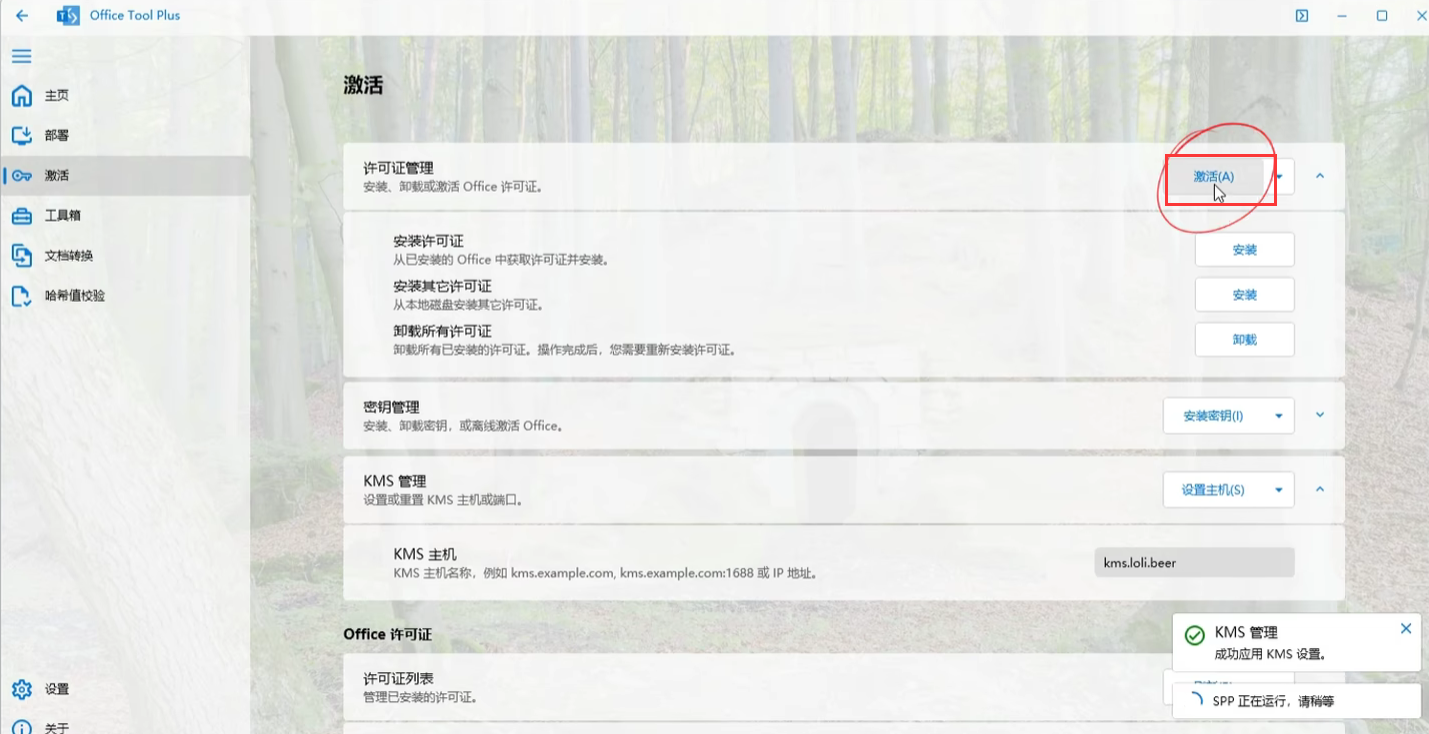 Office Tool Plus
主页
部署
激活
工具箱
文档转换
哈希值校验
设置
关于
激活
许可证管理
安装、卸载或激活 Office 许可证。
激活(A)
安装许可证
从已安装的 Office 中获取许可证并安装。
安装
安装其它许可证
从本地磁盘安装其它许可证。
安装
卸载所有许可证
卸载所有已安装的许可证。操作完成后，您需要重新安装许可证。
卸载
密钥管理
安装、卸载密钥，或离线激活 Office。
安装密钥(I)
KMS 管理
设置或重置 KMS 主机或端口。
设置主机(S)
KMS 主机
KMS 主机名称，例如 kms.example.com, kms.example.com:1688 或 IP 地址。
kms.loli.beer
Office 许可证
许可证列表
管理已安装的许可证。
KMS 管理
成功应用 KMS 设置。
SPP 正在运行，请稍等